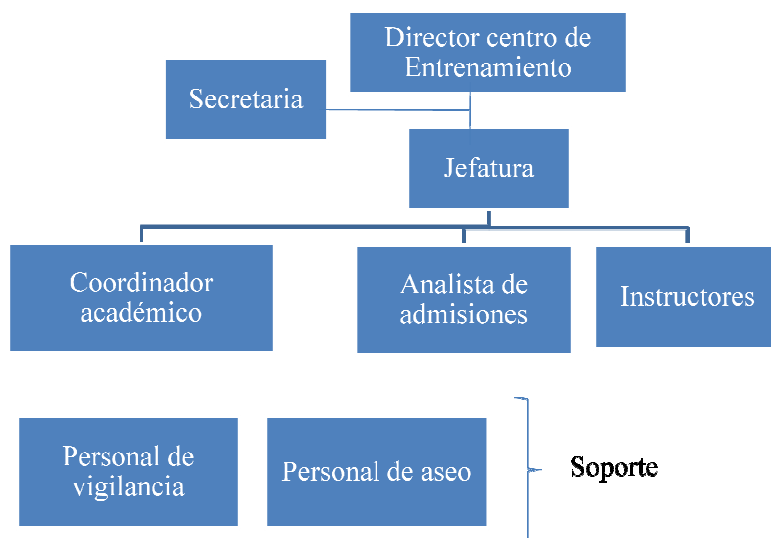 Director centro de
Entrenamiento
Secretaria
Jefatura
Coordinador
académico
Analista de
admisiones
Instructores
Personal de
vigilancia
Personal de aseo
Soporte